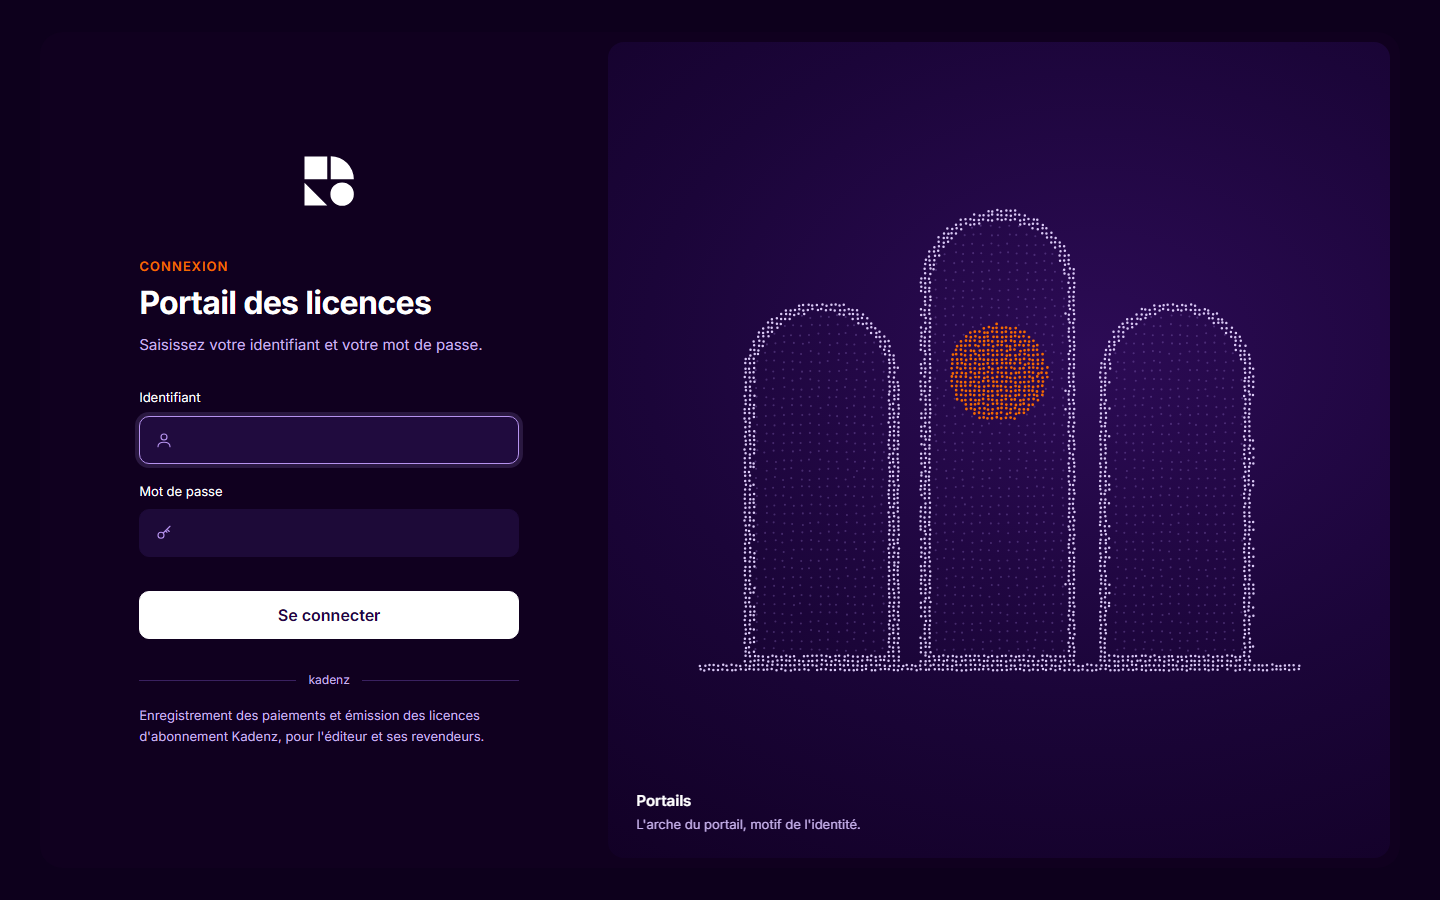 CONNEXION
Portail des licences
Saisissez votre identifiant et votre mot de passe.
Identifiant
Mot de passe
Se connecter
kadenz
Enregistrement des paiements et émission des licences
d'abonnement Kadenz, pour l'éditeur et ses revendeurs.
Portails
L'arche du portail, motif de l'identité.